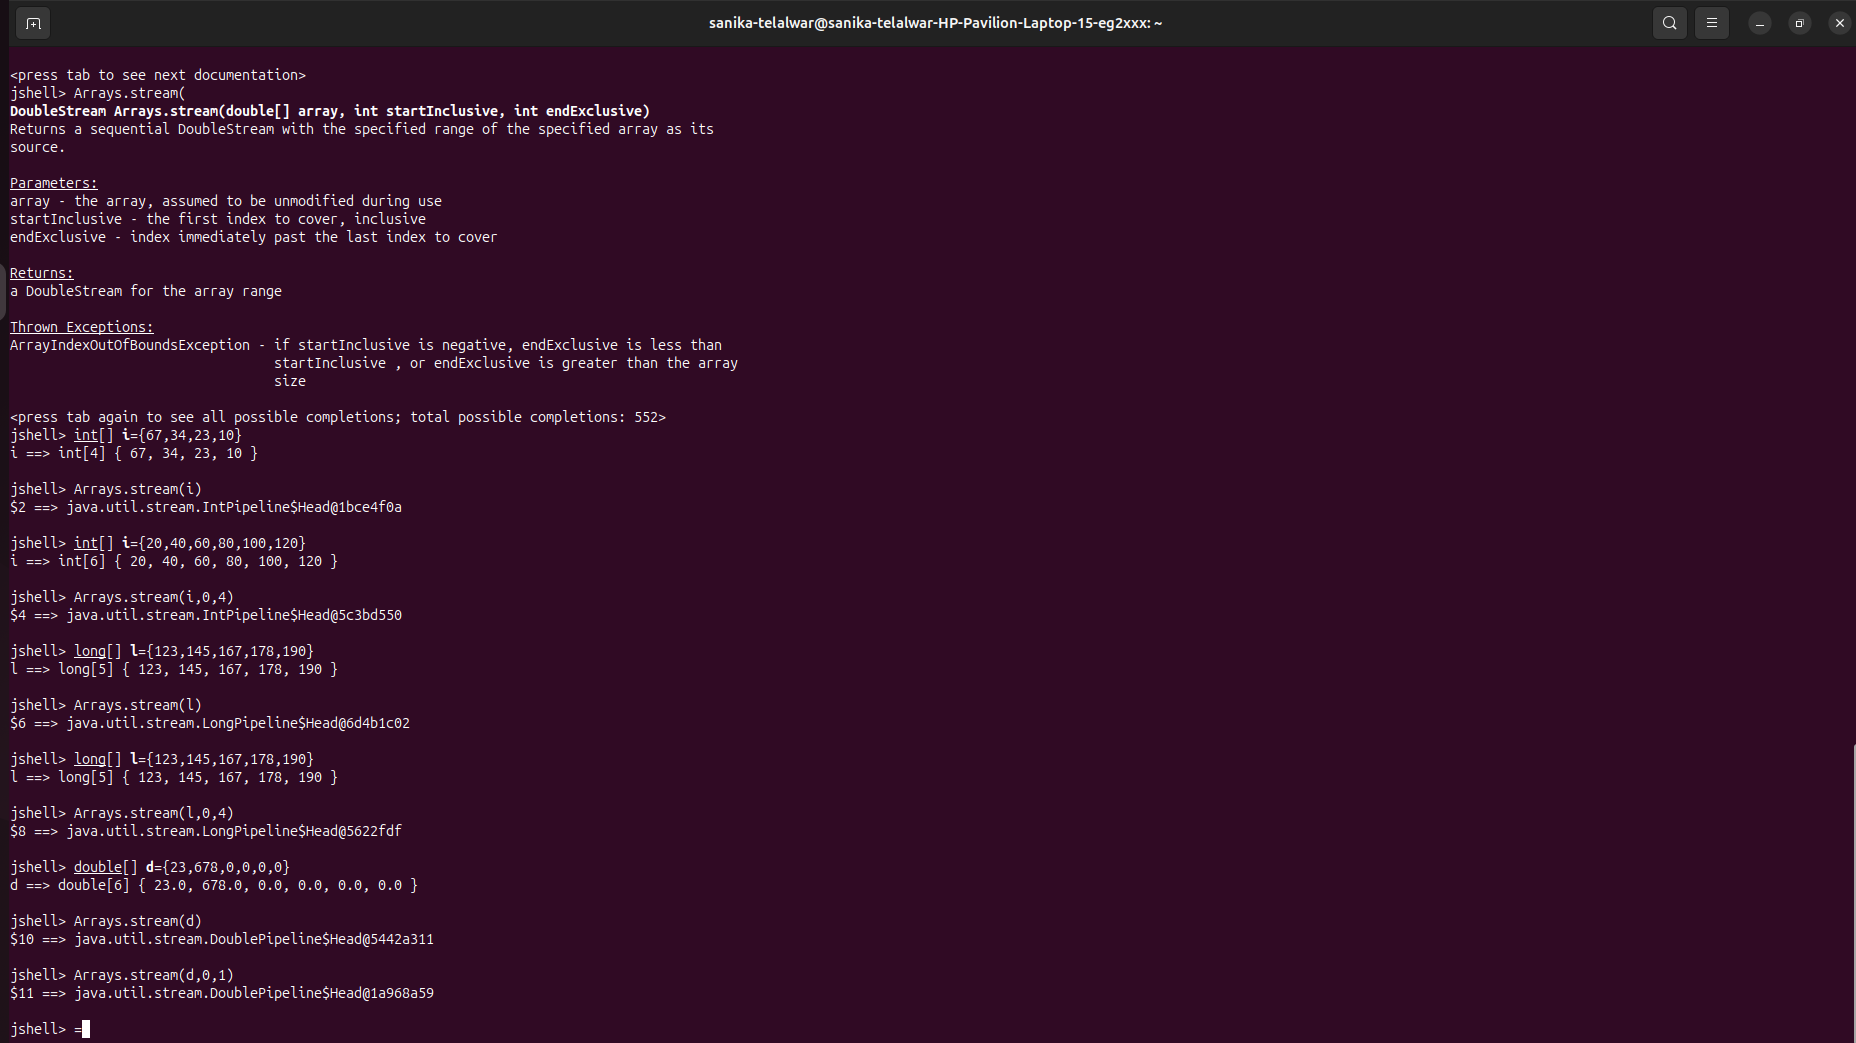 sanika-telalwar@sanika-telalwar-HP-Pavilion-Laptop-15-eg2xxx: ~
<press tab to see next documentation>
jshell> Arrays.stream(
DoubleStream Arrays.stream(double[] array, int startInclusive, int endExclusive)
Returns a sequential DoubleStream with the specified range of the specified array as its
source.
Parameters:
array - the array, assumed to be unmodified during use
startInclusive - the first index to cover, inclusive
endExclusive - index immediately past the last index to cover
Returns:
a DoubleStream for the array range
Thrown Exceptions:
ArrayIndexOutOfBoundsException - if startInclusive is negative, endExclusive is less than
startInclusive , or endExclusive is greater than the array
size
<press tab again to see all possible completions; total possible completions: 552>
jshell> int[] i={67,34,23,10}
i ==> int[4] { 67, 34, 23, 10 }
jshell> Arrays.stream(i)
$2 ==> java.util.stream.IntPipeline$Head@1bce4f0a
jshell> int[] i={20,40,60,80,100,120}
i ==> int[6] { 20, 40, 60, 80, 100, 120 }
jshell> Arrays.stream(i,0,4)
$4 ==> java.util.stream.IntPipeline$Head@5c3bd550
jshell> long[] l={123,145,167,178,190}
l ==> long[5] { 123, 145, 167, 178, 190 }
jshell> Arrays.stream(l)
$6 ==> java.util.stream.LongPipeline$Head@6d4b1c02
jshell> long[] l={123,145,167,178,190}
l ==> long[5] { 123, 145, 167, 178, 190 }
jshell> Arrays.stream(l,0,4)
$8 ==> java.util.stream.LongPipeline$Head@5622fdf
jshell> double[] d={23,678,0,0,0,0}
d ==> double[6] { 23.0, 678.0, 0.0, 0.0, 0.0, 0.0 }
jshell> Arrays.stream(d)
$10 ==> java.util.stream.DoublePipeline$Head@5442a311
jshell> Arrays.stream(d,0,1)
$11 ==> java.util.stream.DoublePipeline$Head@1a968a59
jshell> =